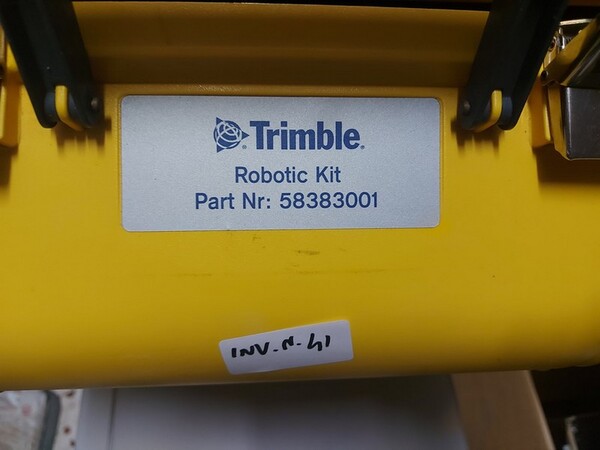 Trimble.
Robotic Kit
Part Nr: 58383001
INV.N.41